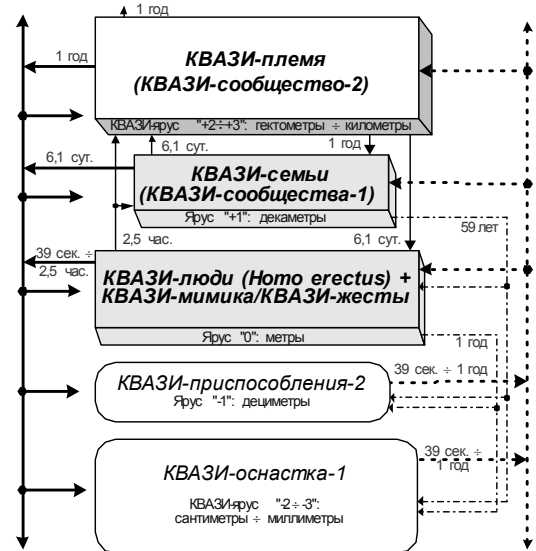 1 год
КВАЗИ-племя
(КВАЗИ-сообщество-2)
1 год
КВАЗИ-ярус "+2÷+3": гектометры ÷ километры
6,1 сут.
6,1 сут.
1 год
КВАЗИ-семьи
(КВАЗИ-сообщества-1)
Ярус "+1": декаметры
59 лет
39 сек. ÷
2,5 час.
2,5 час.
6,1 сут.
КВАЗИ-люди (Homo erectus) +
КВАЗИ-мимика/КВАЗИ-жесты
Ярус "0": метры
1 год
КВАЗИ-приспособления-2
Ярус "-1": дециметры
39 сек. ÷ 1 год
КВАЗИ-оснастка-1
39 сек. ÷
1 год
КВАЗИ-ярус "-2 ÷ -3":
сантиметры ÷ миллиметры